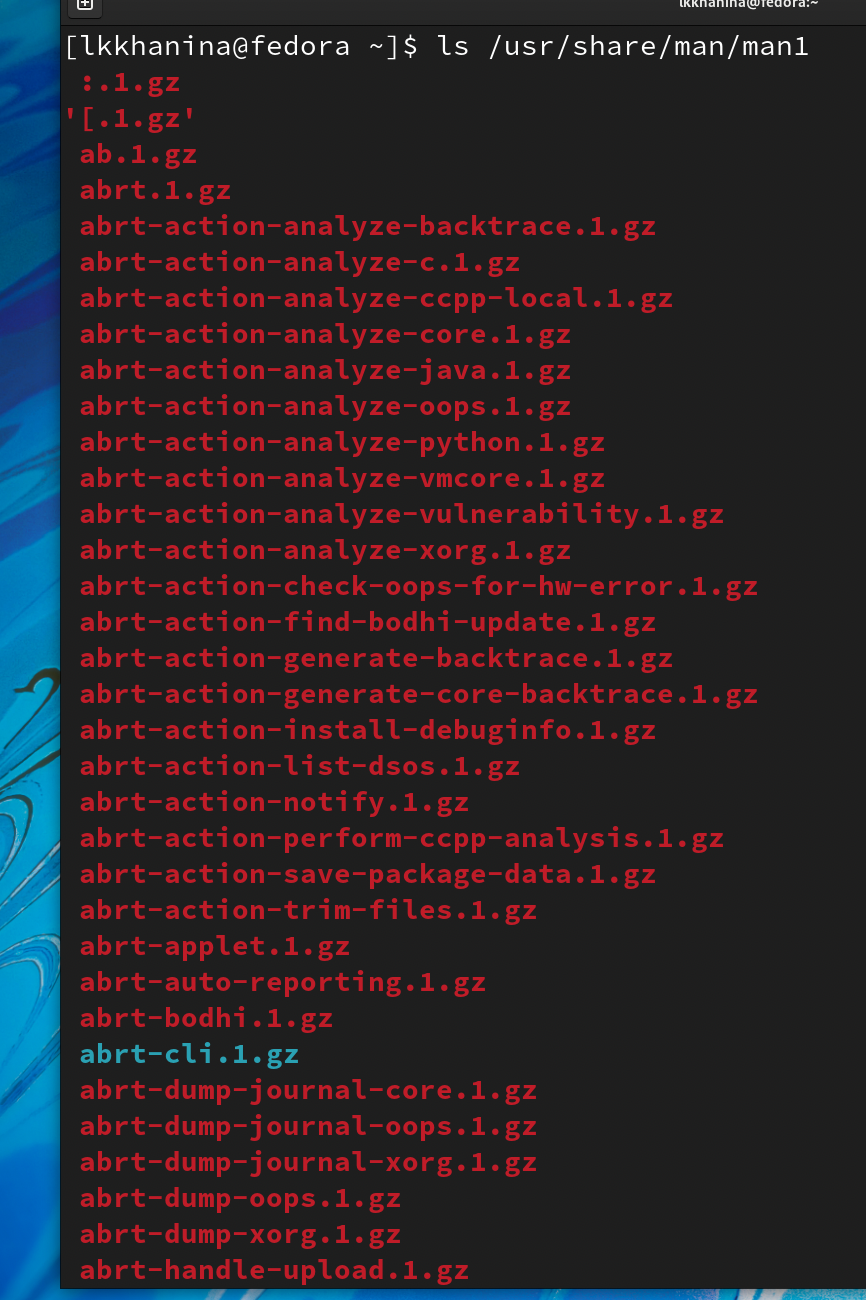 lkkhanina@fedora:~
[lkkhanina@fedora ~]$ ls /usr/share/man/man1
:.1.gz
'[.1.gz'
ab.1.gz
abrt.1.gz
abrt-action-analyze-backtrace.1.gz
abrt-action-analyze-c.1.gz
abrt-action-analyze-ccpp-local.1.gz
abrt-action-analyze-core.1.gz
abrt-action-analyze-java.1.gz
abrt-action-analyze-oops.1.gz
abrt-action-analyze-python.1.gz
abrt-action-analyze-vmcore.1.gz
abrt-action-analyze-vulnerability.1.gz
abrt-action-analyze-xorg.1.gz
abrt-action-check-oops-for-hw-error.1.gz
abrt-action-find-bodhi-update.1.gz
abrt-action-generate-backtrace.1.gz
abrt-action-generate-core-backtrace.1.gz
abrt-action-install-debuginfo.1.gz
abrt-action-list-dsos.1.gz
abrt-action-notify.1.gz
abrt-action-perform-ccpp-analysis.1.gz
abrt-action-save-package-data.1.gz
abrt-action-trim-files.1.gz
abrt-applet.1.gz
abrt-auto-reporting.1.gz
abrt-bodhi.1.gz
abrt-cli.1.gz
abrt-dump-journal-core.1.gz
abrt-dump-journal-oops.1.gz
abrt-dump-journal-xorg.1.gz
abrt-dump-oops.1.gz
abrt-dump-xorg.1.gz
abrt-handle-upload.1.gz